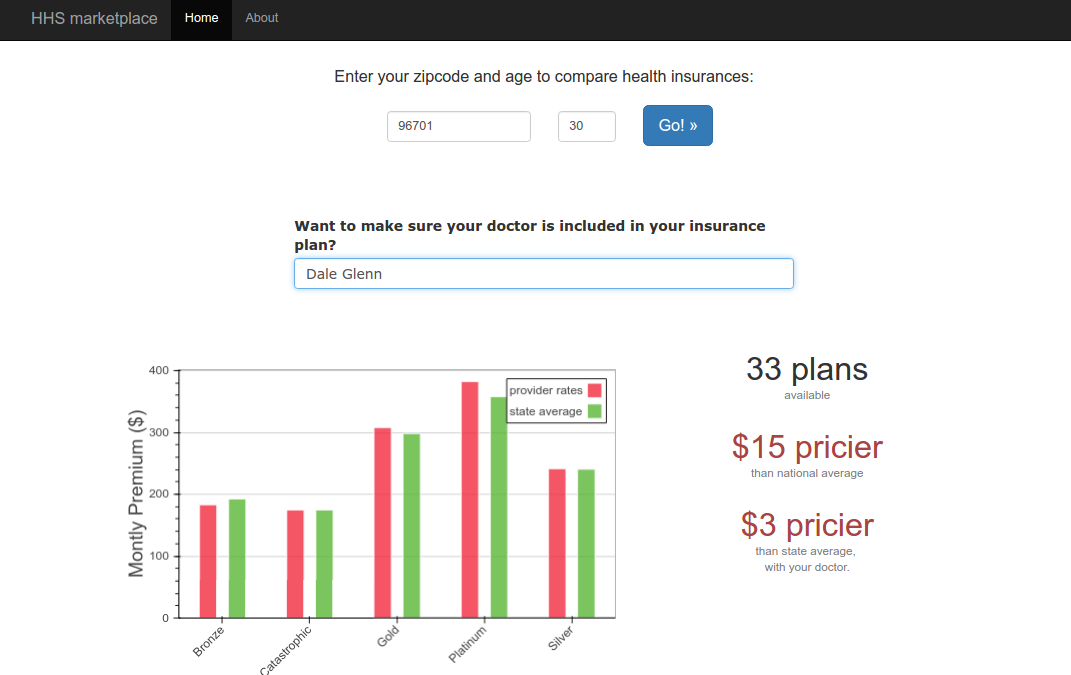 HHS marketplace Home About
Enter your zipcode and age to compare health insurances:
96701 30 Go! »
Want to make sure your doctor is included in your insurance
plan?
Dale Glenn
Montly Premium ($)
400
300
200
100
0
provider rates
state average
Bronze
Catastrophic
Gold
Platinum
Silver
33 plans
available
$15 pricier
than national average
$3 pricier
than state average,
with your doctor.